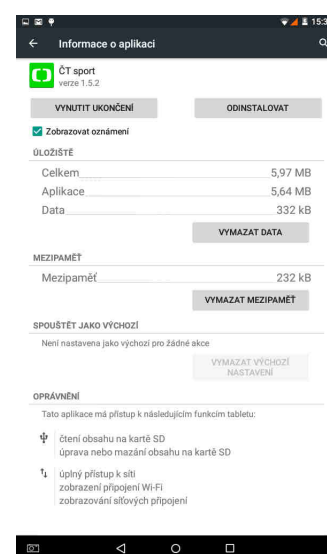 15:3
Informace o aplikaci
ČT sport
verze 1.5.2
VYNUTIT UKONČENÍ
ODINSTALOVAT
Zobrazovat oznámení
ÚLOŽIŠTĚ
Celkem 5,97 MB
Aplikace 5,64 MB
Data 332 kB
VYMAZAT DATA
MEZIPAMĚŤ
Mezipaměť 232 kB
VYMAZAT MEZIPAMĚŤ
SPOUŠTĚT JAKO VÝCHOZÍ
Není nastavena jako výchozí pro žádné akce
VYMAZAT VÝCHOZÍ
NASTAVENÍ
OPRÁVNĚNÍ
Tato aplikace má přístup k následujícím funkcím tabletu:
čtení obsahu na kartě SD
úprava nebo mazání obsahu na kartě SD
úplný přístup k síti
zobrazení připojení Wi-Fi
zobrazování síťových připojení